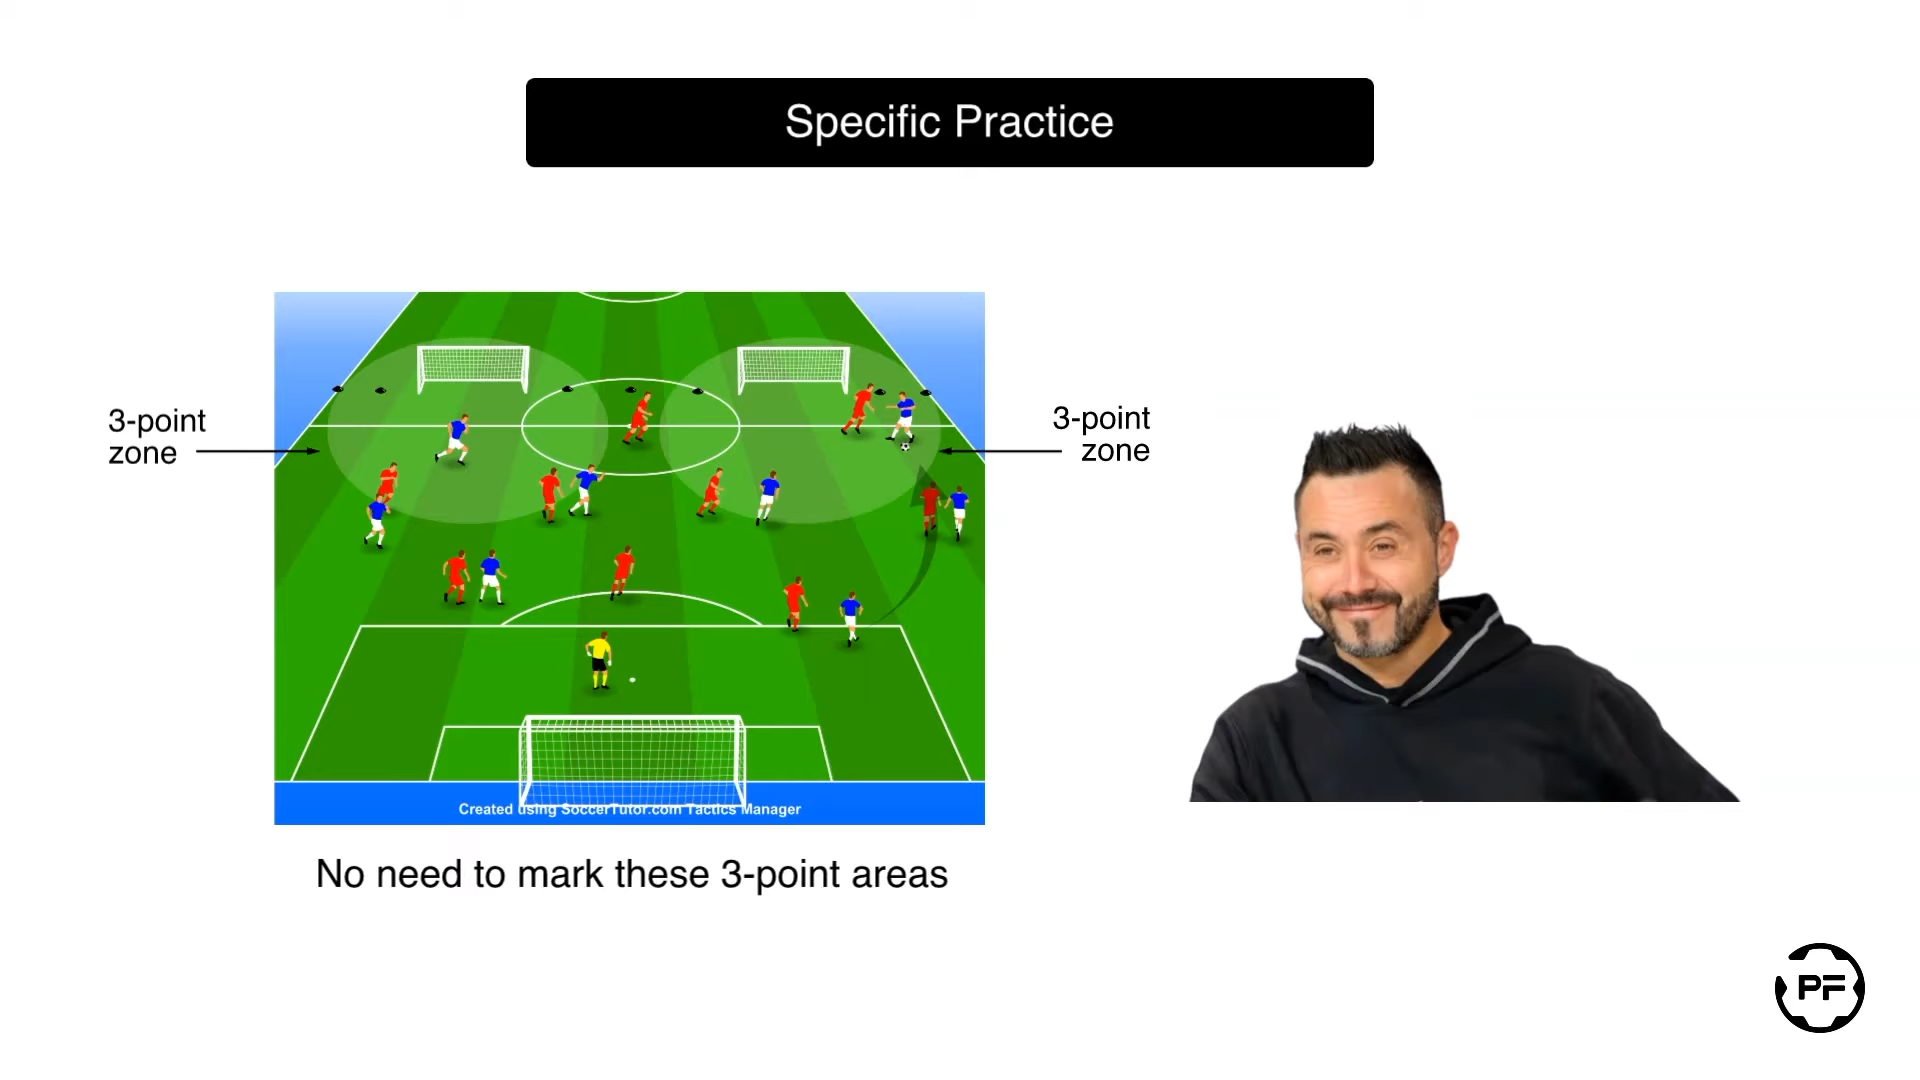 Specific Practice
3-point
zone
3-point
zone
Created using SoccerTutor.com Tactics Manager
No need to mark these 3-point areas
PF